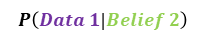 P(Data 1|Belief 2)